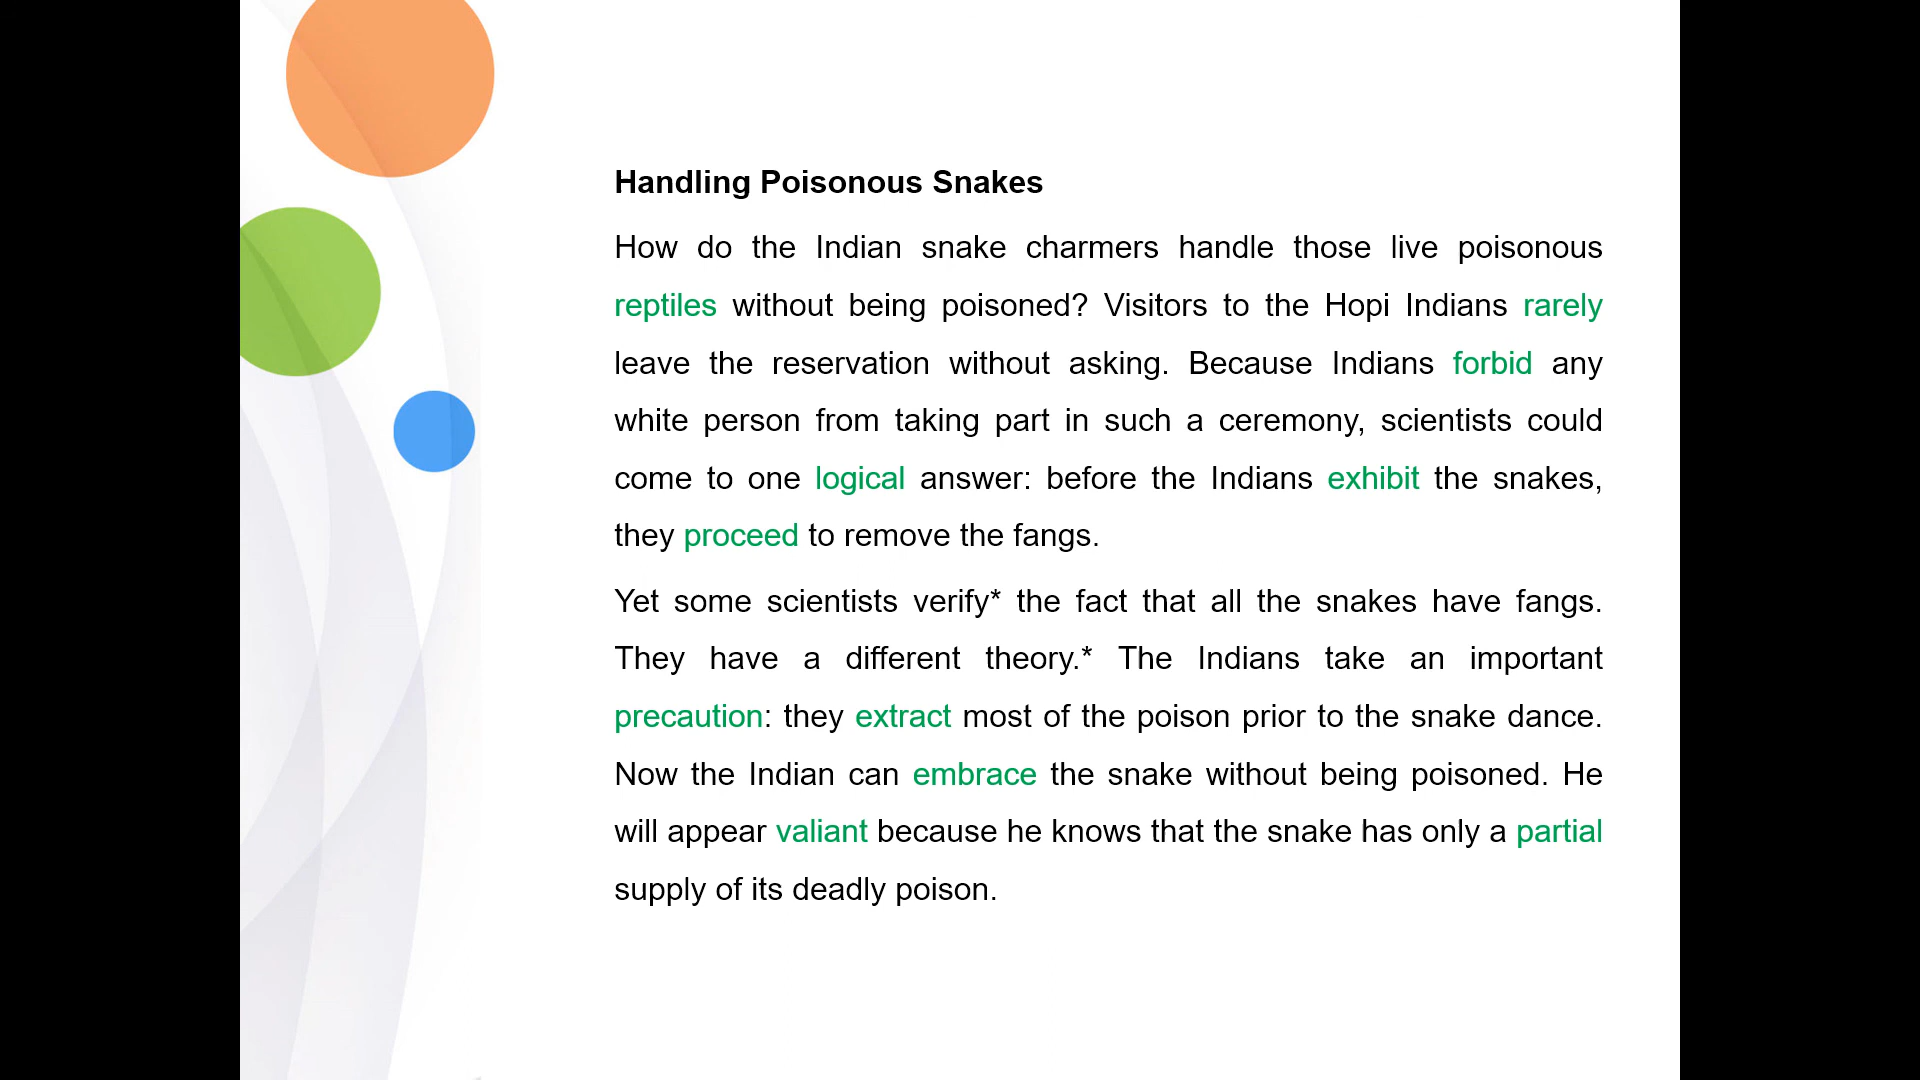 Handling Poisonous Snakes
How do the Indian snake charmers handle those live poisonous
reptiles without being poisoned? Visitors to the Hopi Indians rarely
leave the reservation without asking. Because Indians forbid any
white person from taking part in such a ceremony, scientists could
come to one logical answer: before the Indians exhibit the snakes,
they proceed to remove the fangs.
Yet some scientists verify* the fact that all the snakes have fangs.
They have a different theory.* The Indians take an important
precaution: they extract most of the poison prior to the snake dance.
Now the Indian can embrace the snake without being poisoned. He
will appear valiant because he knows that the snake has only a partial
supply of its deadly poison.